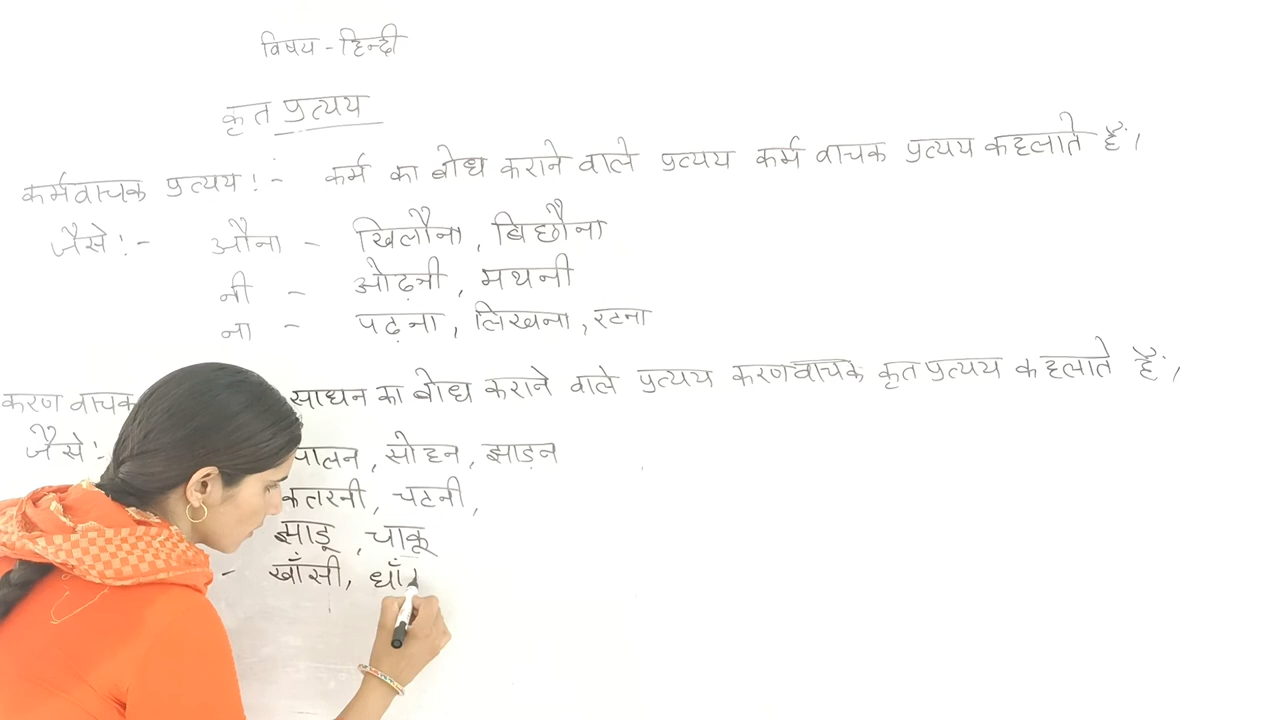 विषय - हिन्दी
कृत प्रत्यय
कर्मवाचक प्रत्यय :- कर्म का बोध कराने वाले प्रत्यय कर्म वाचक प्रत्यय कहलाते हैं।
जैसे :- औना - खिलौना, बिछौना
नी - ओढ़नी, मथनी
ना - पढ़ना, लिखना, रटना
करण वाचक साधन का बोध कराने वाले प्रत्यय करणवाचक कृत प्रत्यय कहलाते हैं।
जैसे :- पालन, सोहन, झाड़न
कतरनी, चटनी,
झाड़ू, चाकू
- खाँसी,